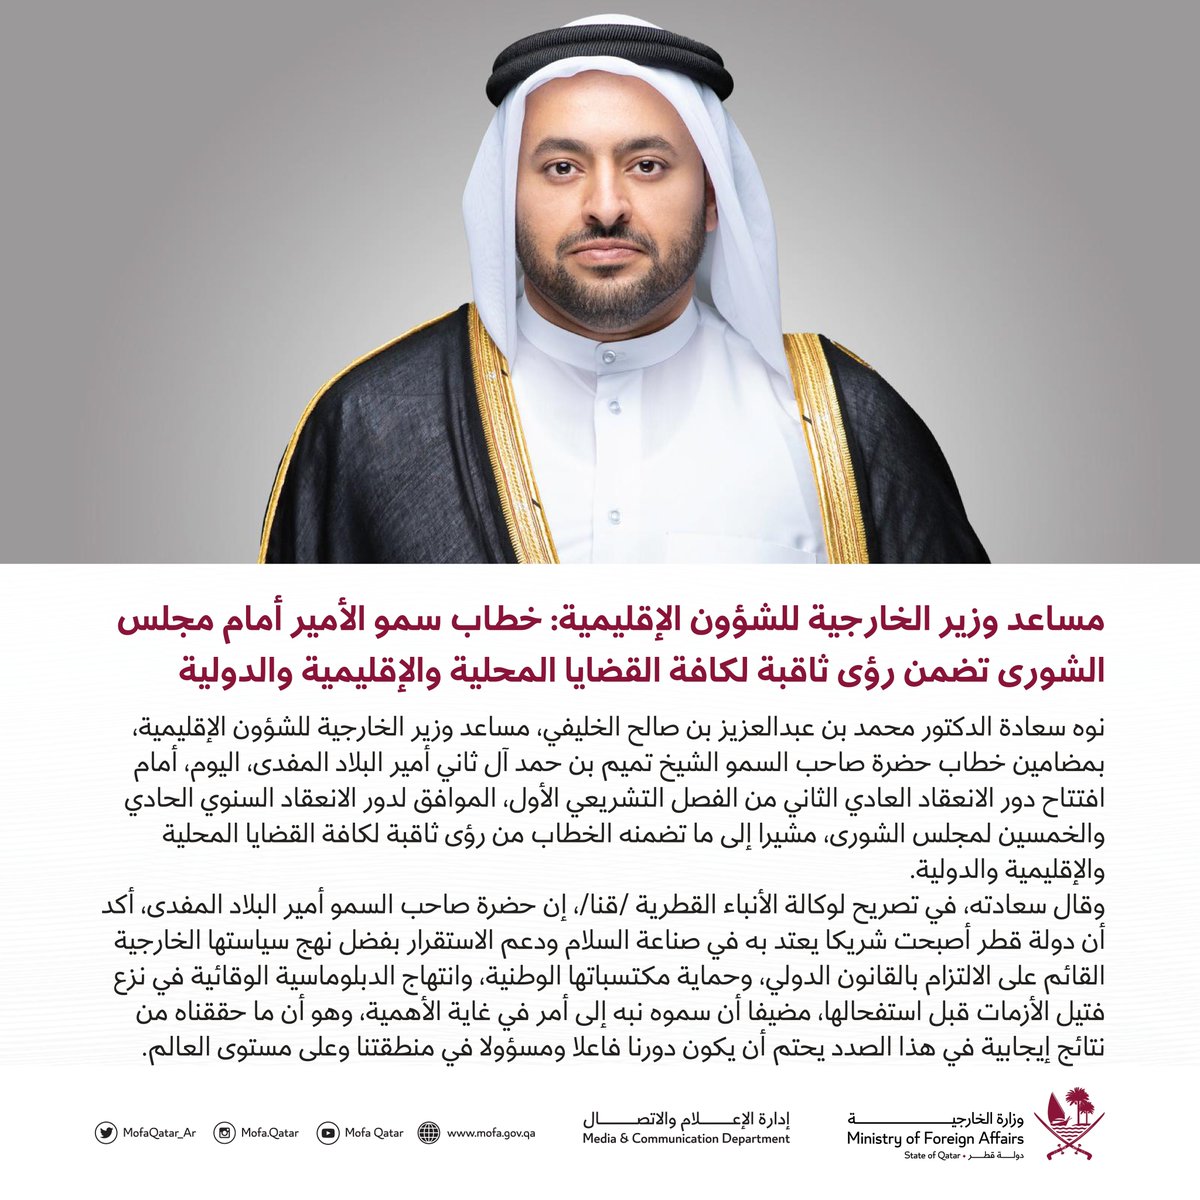 مساعد وزير الخارجية للشؤون الإقليمية: خطاب سمو الأمير أمام مجلس
الشورى تضمن رؤى ثاقبة لكافة القضايا المحلية والإقليمية والدولية
نوه سعادة الدكتور محمد بن عبدالعزيز بن صالح الخليفي، مساعد وزير الخارجية للشؤون الإقليمية،
بمضامين خطاب حضرة صاحب السمو الشيخ تميم بن حمد آل ثاني أمير البلاد المفدى، اليوم، أمام
افتتاح دور الانعقاد العادي الثاني من الفصل التشريعي الأول، الموافق لدور الانعقاد السنوي الحادي
والخمسين لمجلس الشورى، مشيرا إلى ما تضمنه الخطاب من رؤى ثاقبة لكافة القضايا المحلية
والإقليمية والدولية.
وقال سعادته، في تصريح لوكالة الأنباء القطرية /قنا/، إن حضرة صاحب السمو أمير البلاد المفدى، أكد
أن دولة قطر أصبحت شريكا يعتد به في صناعة السلام ودعم الاستقرار بفضل نهج سياستها الخارجية
القائم على الالتزام بالقانون الدولي، وحماية مكتسباتها الوطنية، وانتهاج الدبلوماسية الوقائية في نزع
فتيل الأزمات قبل استفحالها، مضيفا أن سموه نبه إلى أمر في غاية الأهمية، وهو أن ما حققناه من
نتائج إيجابية في هذا الصدد يحتم أن يكون دورنا فاعلا ومسؤولا في منطقتنا وعلى مستوى العالم.
وزارة الخارجية
Ministry of Foreign Affairs
State of Qatar • دولة قطر
إدارة الإعلام والاتصال
Media & Communication Department
MofaQatar_Ar
Mofa.Qatar
Mofa Qatar
www.mofa.gov.qa